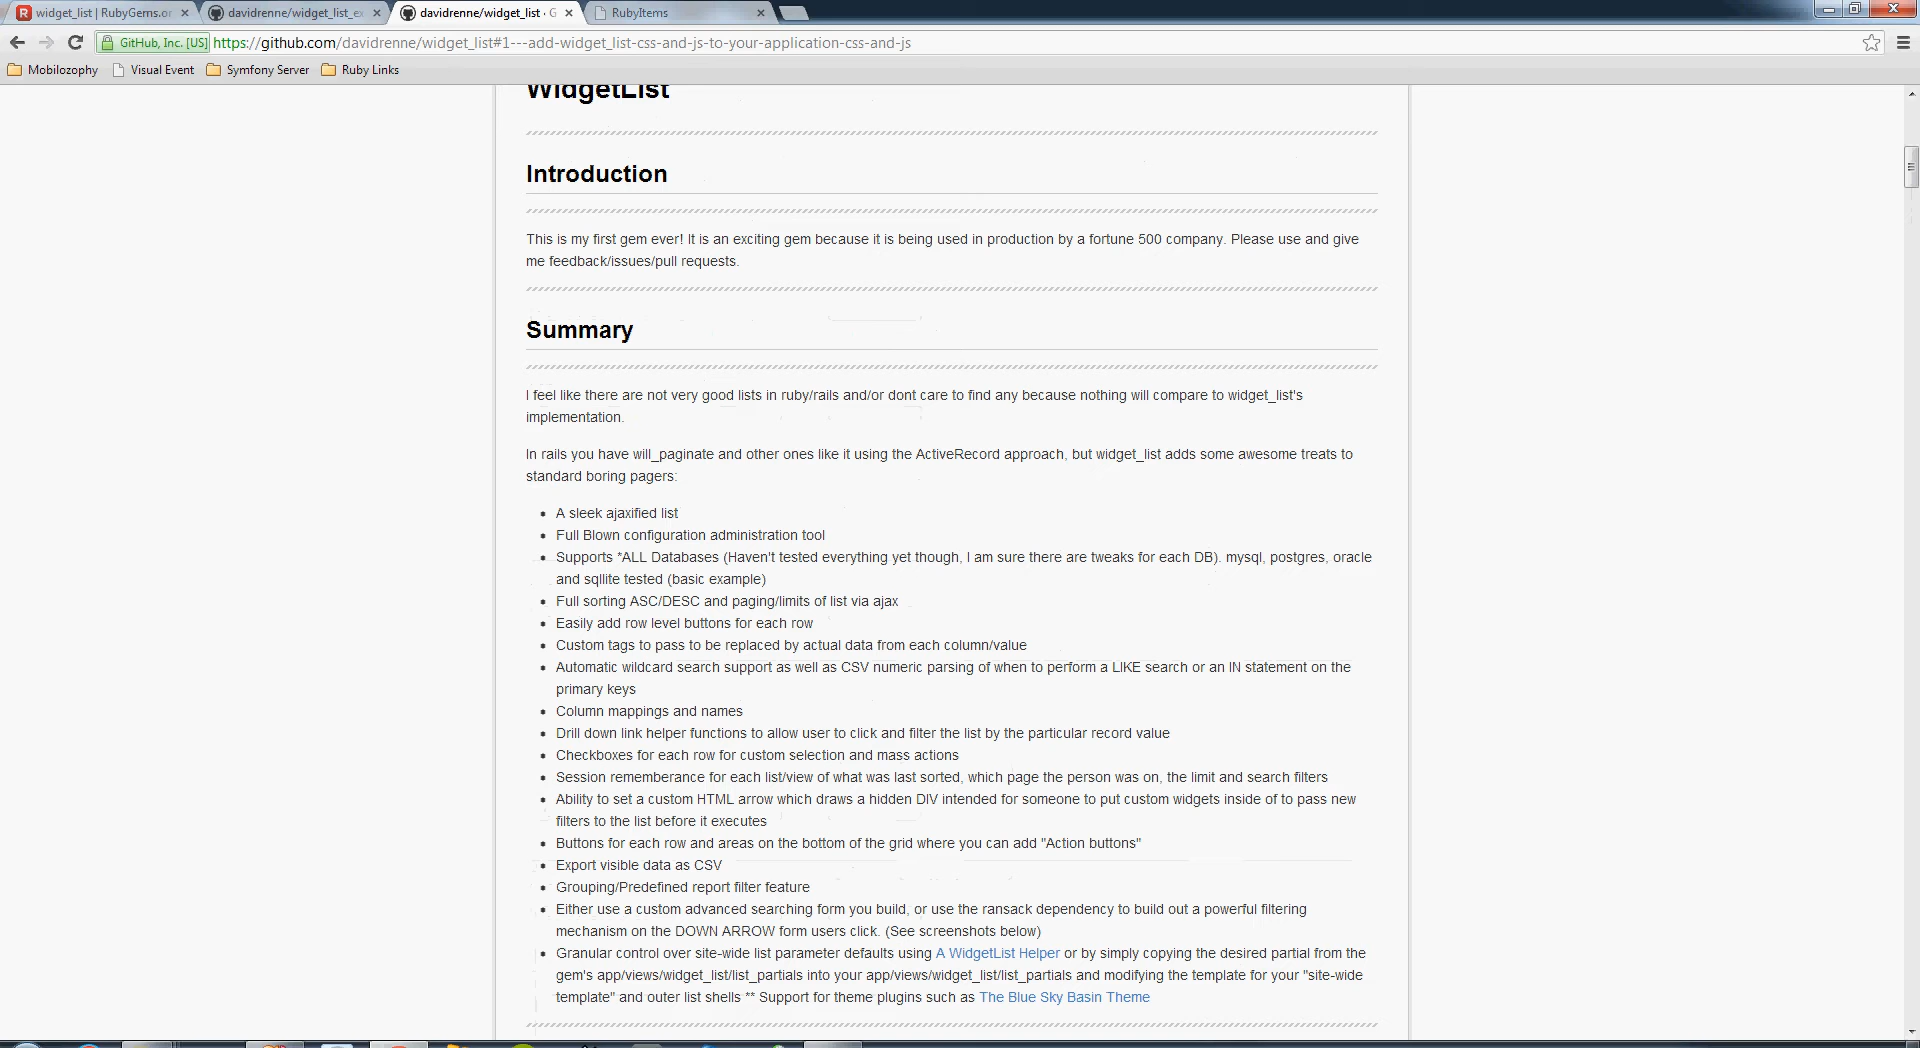 widget_list | RubyGems.or
davidrenne/widget_list_e
davidrenne/widget_list · G
RubyItems
GitHub, Inc. [US] https://github.com/davidrenne/widget_list#1---add-widget_list-css-and-js-to-your-application-css-and-js
Mobilozophy Visual Event Symfony Server Ruby Links
WidgetList
Introduction
This is my first gem ever! It is an exciting gem because it is being used in production by a fortune 500 company. Please use and give
me feedback/issues/pull requests.
Summary
I feel like there are not very good lists in ruby/rails and/or dont care to find any because nothing will compare to widget_list's
implementation.
In rails you have will_paginate and other ones like it using the ActiveRecord approach, but widget_list adds some awesome treats to
standard boring pagers:
A sleek ajaxified list
Full Blown configuration administration tool
Supports *ALL Databases (Haven't tested everything yet though, I am sure there are tweaks for each DB). mysql, postgres, oracle
and sqllite tested (basic example)
Full sorting ASC/DESC and paging/limits of list via ajax
Easily add row level buttons for each row
Custom tags to pass to be replaced by actual data from each column/value
Automatic wildcard search support as well as CSV numeric parsing of when to perform a LIKE search or an IN statement on the
primary keys
Column mappings and names
Drill down link helper functions to allow user to click and filter the list by the particular record value
Checkboxes for each row for custom selection and mass actions
Session rememberance for each list/view of what was last sorted, which page the person was on, the limit and search filters
Ability to set a custom HTML arrow which draws a hidden DIV intended for someone to put custom widgets inside of to pass new
filters to the list before it executes
Buttons for each row and areas on the bottom of the grid where you can add "Action buttons"
Export visible data as CSV
Grouping/Predefined report filter feature
Either use a custom advanced searching form you build, or use the ransack dependency to build out a powerful filtering
mechanism on the DOWN ARROW form users click. (See screenshots below)
Granular control over site-wide list parameter defaults using A WidgetList Helper or by simply copying the desired partial from the
gem's app/views/widget_list/list_partials into your app/views/widget_list/list_partials and modifying the template for your "site-wide
template" and outer list shells ** Support for theme plugins such as The Blue Sky Basin Theme